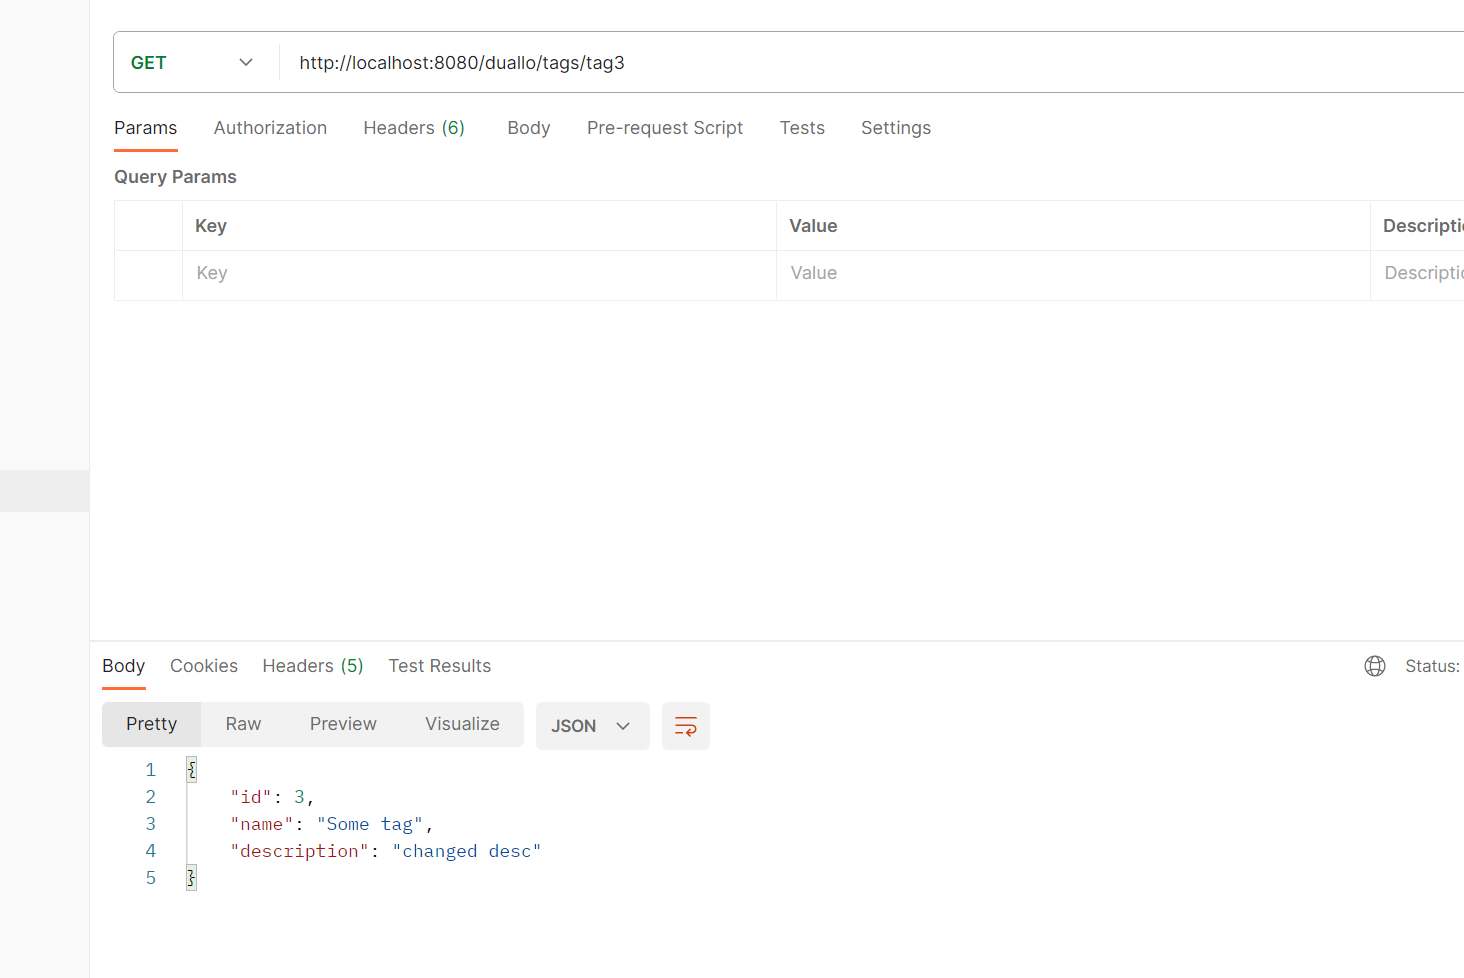 GET http://localhost:8080/duallo/tags/tag3
Params Authorization Headers (6) Body Pre-request Script Tests Settings
Query Params
Key Value Descripti
Key Value Descriptio
Body Cookies Headers (5) Test Results Status:
Pretty Raw Preview Visualize JSON
1 {
2 "id": 3,
3 "name": "Some tag",
4 "description": "changed desc"
5 }